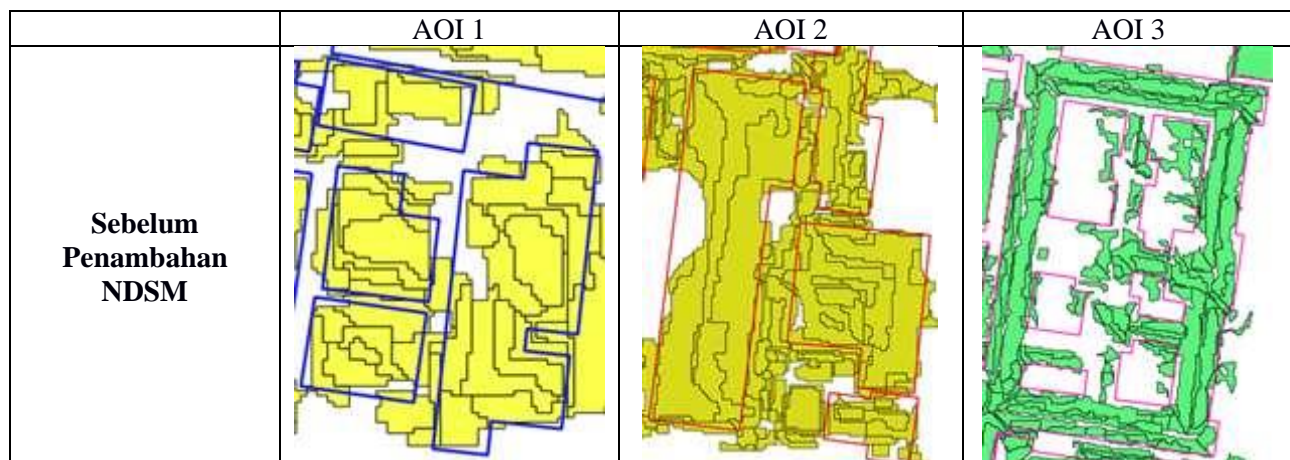 AOI 1
AOI 2
AOI 3
Sebelum
Penambahan
NDSM